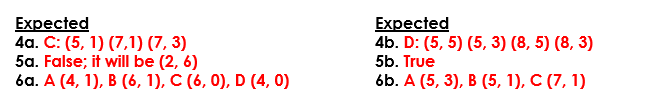 Expected
4a. C: (5, 1) (7,1) (7, 3)
5a. False; it will be (2, 6)
6a. A (4, 1), B (6, 1), C (6, 0), D (4, 0)
Expected
4b. D: (5, 5) (5, 3) (8, 5) (8, 3)
5b. True
6b. A (5, 3), B (5, 1), C (7, 1)